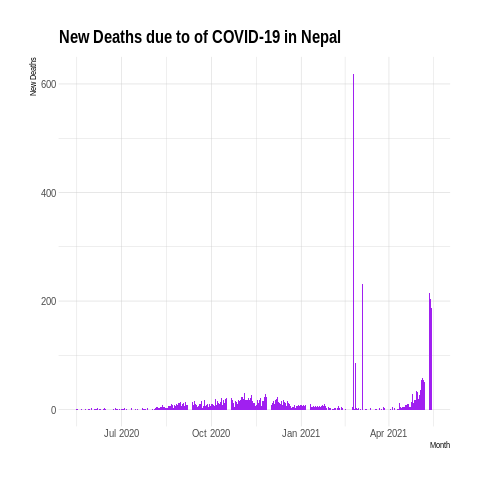 New Deaths due to of COVID-19 in Nepal
New Deaths
600
400
200
0
Jul 2020
Oct 2020
Jan 2021
Apr 2021
Month